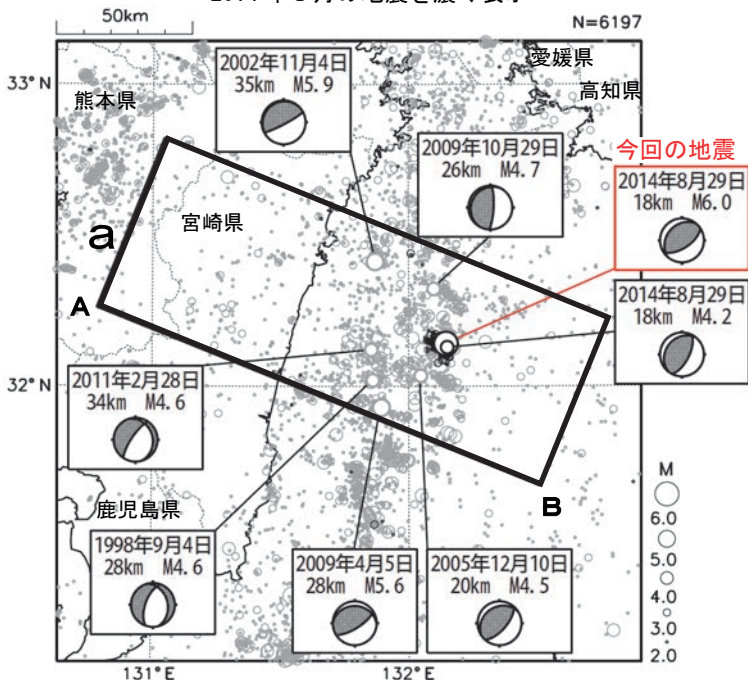 50km
N=6197
33°N
32°N
131°E
132°E
熊本県
愛媛県
高知県
宮崎県
鹿児島県
2002年11月4日
35km M5.9
2009年10月29日
26km M4.7
今回の地震
2014年8月29日
18km M6.0
2014年8月29日
18km M4.2
a
A
B
2011年2月28日
34km M4.6
1998年9月4日
28km M4.6
2009年4月5日
28km M5.6
2005年12月10日
20km M4.5
M
6.0
5.0
4.0
3.0
2.0